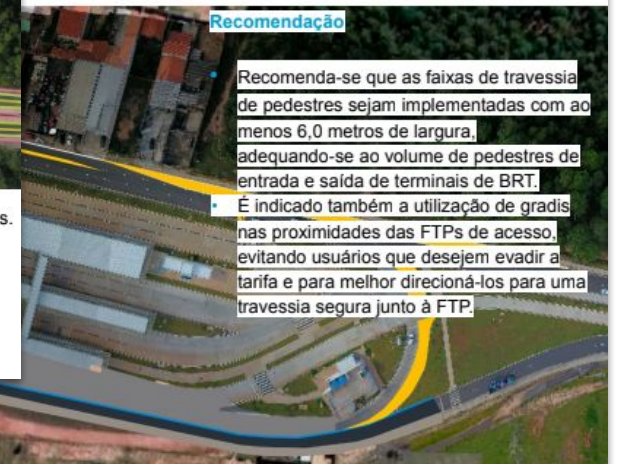 Recomendação
Recomenda-se que as faixas de travessia
de pedestres sejam implementadas com ao
menos 6,0 metros de largura,
adequando-se ao volume de pedestres de
entrada e saída de terminais de BRT.
É indicado também a utilização de gradis
nas proximidades das FTPs de acesso,
evitando usuários que desejem evadir a
tarifa e para melhor direcioná-los para uma
travessia segura junto à FTP.
s.